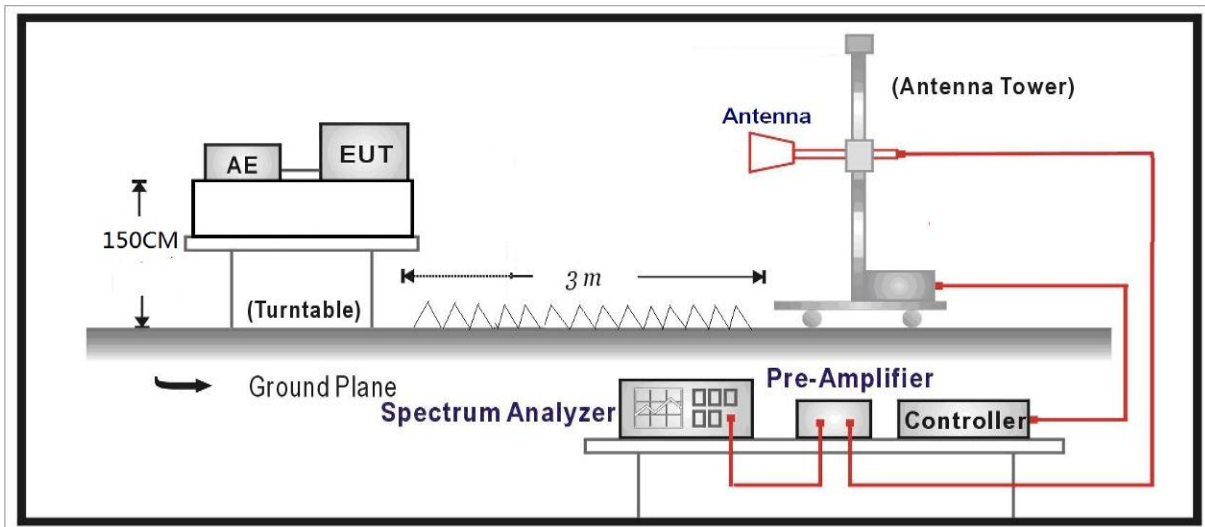 (Antenna Tower)
Antenna
AE
EUT
150CM
3 m
(Turntable)
Ground Plane
Spectrum Analyzer
Pre-Amplifier
Controller